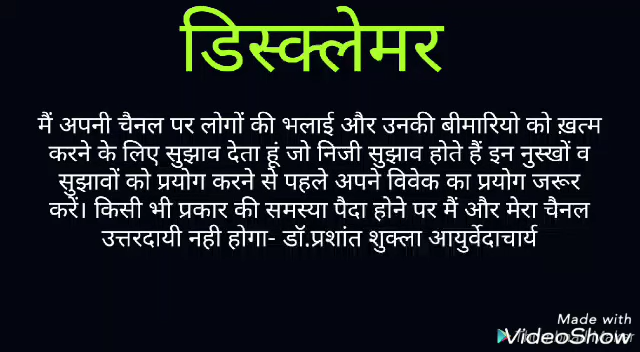 डिस्क्लेमर
मैं अपनी चैनल पर लोगों की भलाई और उनकी बीमारियो को ख़त्म
करने के लिए सुझाव देता हूं जो निजी सुझाव होते हैं इन नुस्खों व
सुझावों को प्रयोग करने से पहले अपने विवेक का प्रयोग जरूर
करें। किसी भी प्रकार की समस्या पैदा होने पर मैं और मेरा चैनल
उत्तरदायी नही होगा- डॉ.प्रशांत शुक्ला आयुर्वेदाचार्य
Made with
VideoShow